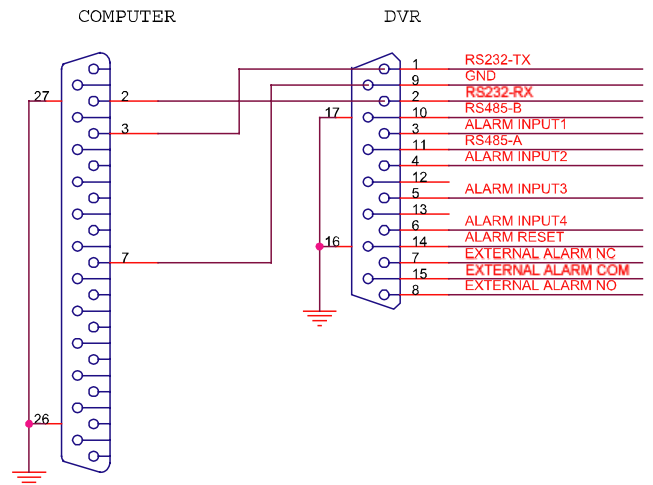 COMPUTER DVR
1 RS232-TX
9 GND
27 2 2 RS232-RX
17 10 RS485-B
3 3 ALARM INPUT1
11 RS485-A
4 ALARM INPUT2
12
5 ALARM INPUT3
13
6 ALARM INPUT4
16 14 ALARM RESET
7 7 EXTERNAL ALARM NC
15 EXTERNAL ALARM COM
8 EXTERNAL ALARM NO
26